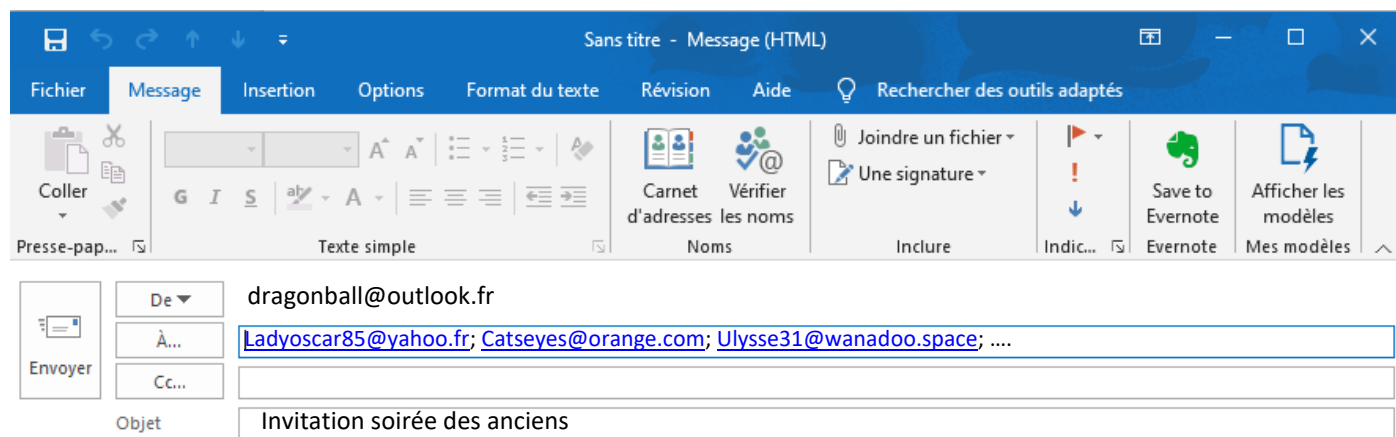 Sans titre - Message (HTML)
Fichier Message Insertion Options Format du texte Révision Aide Rechercher des outils adaptés
Coller
Presse-pap...
A A
G I S ab A
Texte simple
Carnet d'adresses
Vérifier les noms
Noms
Joindre un fichier
Une signature
Inclure
!
Indic...
Save to Evernote
Evernote
Afficher les modèles
Mes modèles
Envoyer
De dragonball@outlook.fr
À... Ladyoscar85@yahoo.fr; Catseyes@orange.com; Ulysse31@wanadoo.space; ....
Cc...
Objet Invitation soirée des anciens